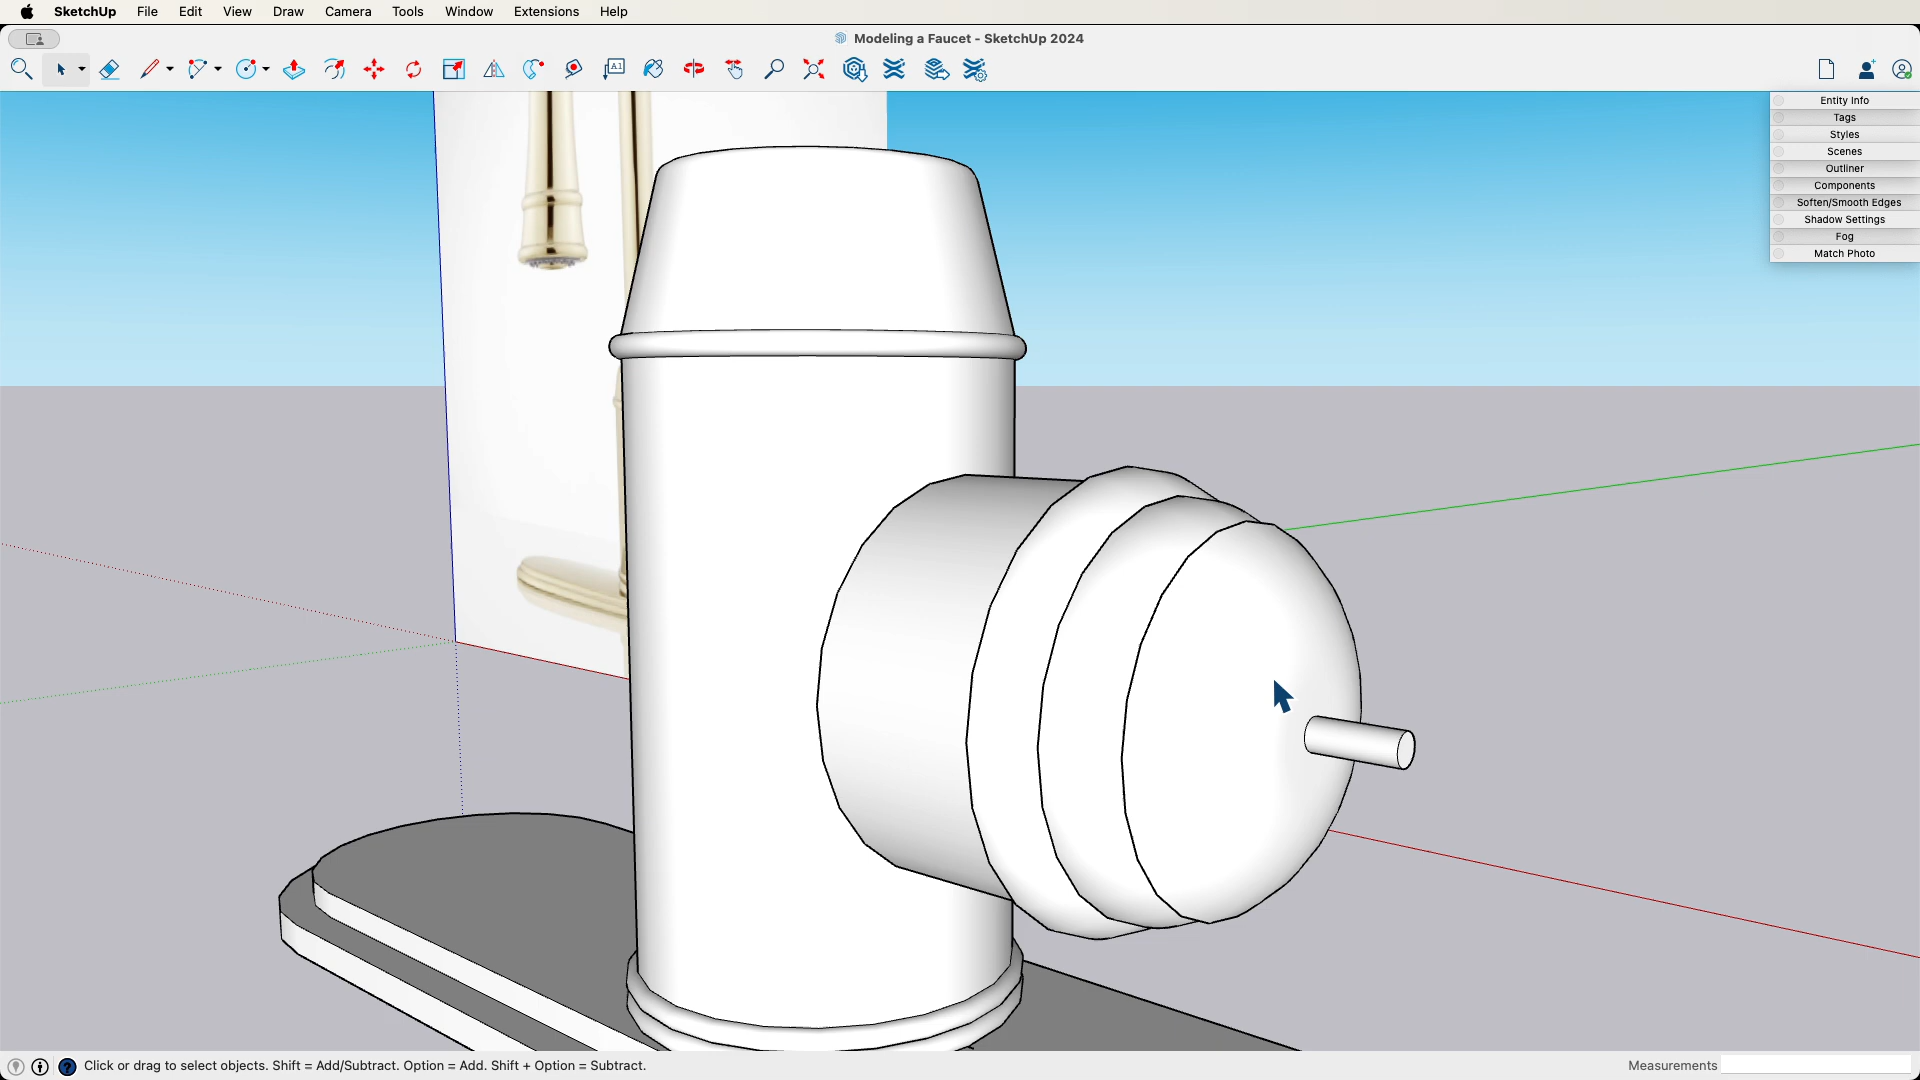 SketchUp File Edit View Draw Camera Tools Window Extensions Help
Modeling a Faucet - SketchUp 2024
A1
Entity Info
Tags
Styles
Scenes
Outliner
Components
Soften/Smooth Edges
Shadow Settings
Fog
Match Photo
Click or drag to select objects. Shift = Add/Subtract. Option = Add. Shift + Option = Subtract.
Measurements